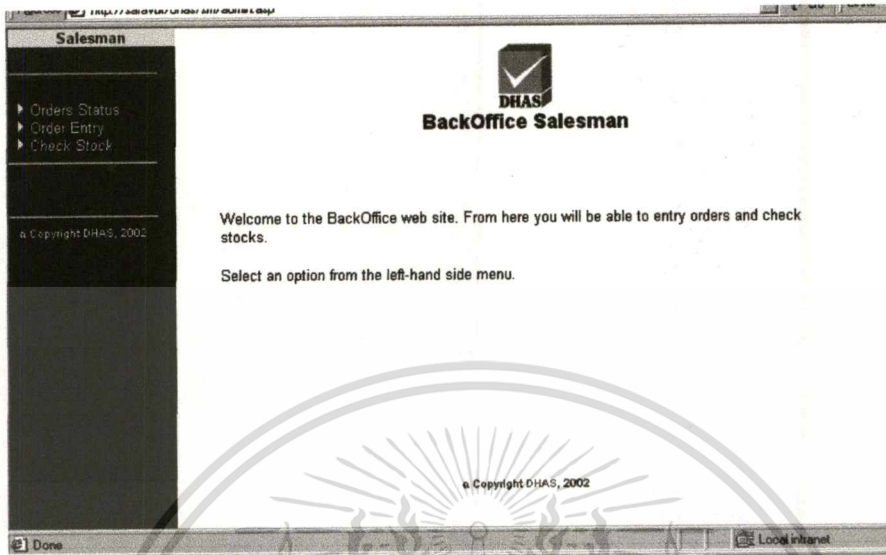 Salesman
Orders Status
Order Entry
Check Stock
a Copyright DHAS, 2002
DHAS
BackOffice Salesman
Welcome to the BackOffice web site. From here you will be able to entry orders and check
stocks.
Select an option from the left-hand side menu.
a Copyright DHAS, 2002
Done
Local intranet